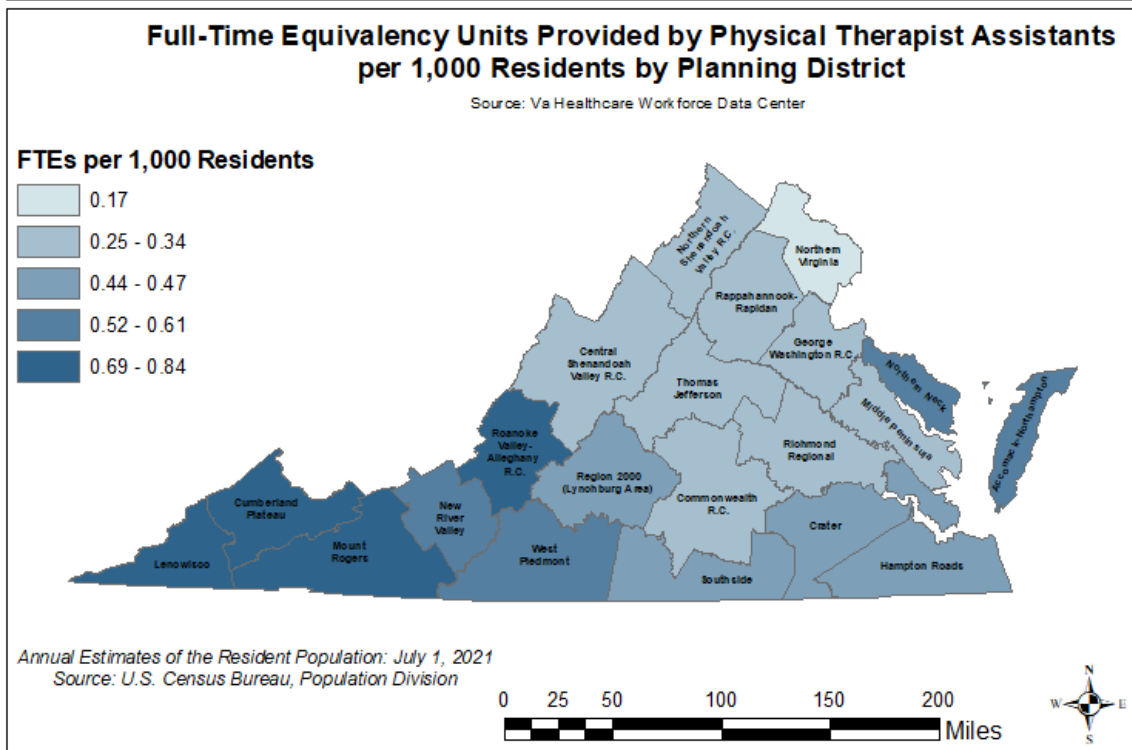 Full-Time Equivalency Units Provided by Physical Therapist Assistants
per 1,000 Residents by Planning District
Source: Va Healthcare Workforce Data Center
FTEs per 1,000 Residents
0.17
0.25 - 0.34
0.44 - 0.47
0.52 - 0.61
0.69 - 0.84
Northern
Shenandoah
Valley R.C.
Northern
Virginia
Rappahannock-
Rapidan
Central
Shenandoah
Valley R.C.
George
Washington R.C.
Thomas
Jefferson
Northern Neck
Middle Peninsula
Accomack-Northampton
Roanoke
Valley-
Alleghany
R.C.
Richmond
Regional
Region 2000
(Lynchburg Area)
Commonwealth
R.C.
Cumberland
Plateau
New
River
Valley
Crater
Mount
Rogers
West
Piedmont
Lenowisco
Southside
Hampton Roads
Annual Estimates of the Resident Population: July 1, 2021
Source: U.S. Census Bureau, Population Division
0 25 50 100 150 200
Miles
N
W E
S